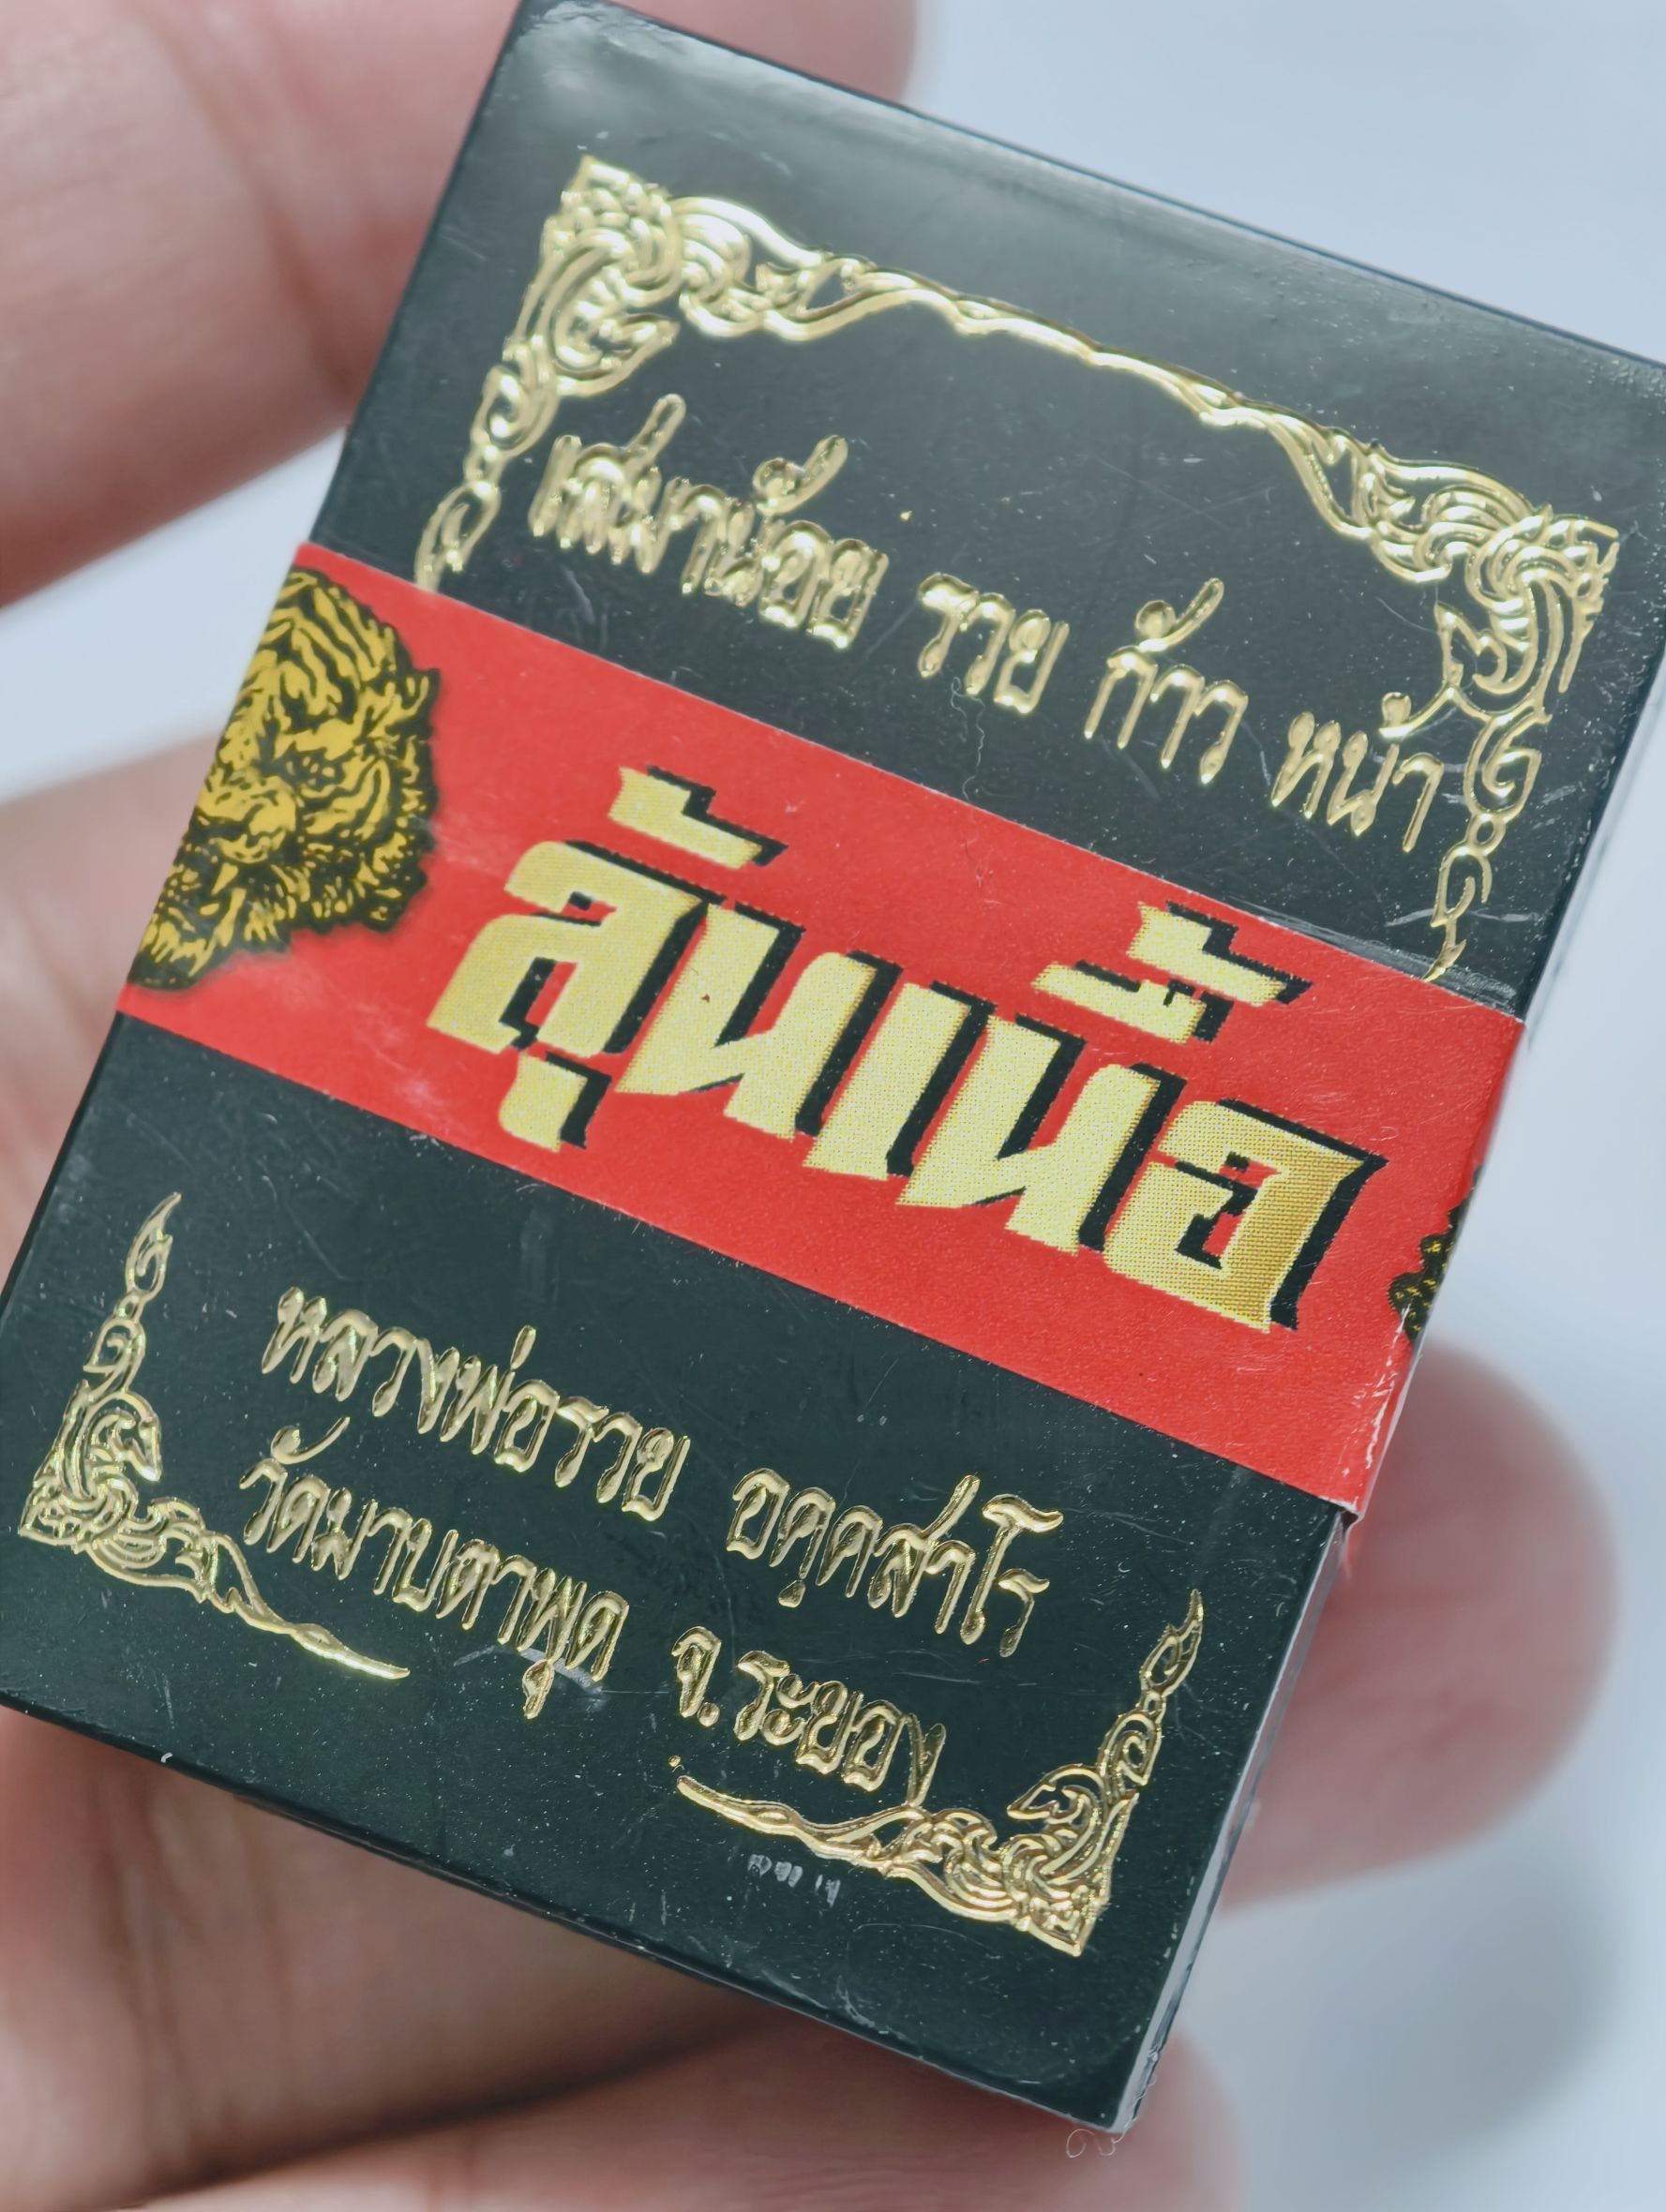 เสมาน้อย รวย ก้าว หน้า
ลุ้นเนื้อ
หลวงพ่อรวย อคฺคสาโร
วัดมาบตาพุด จ.ระยอง